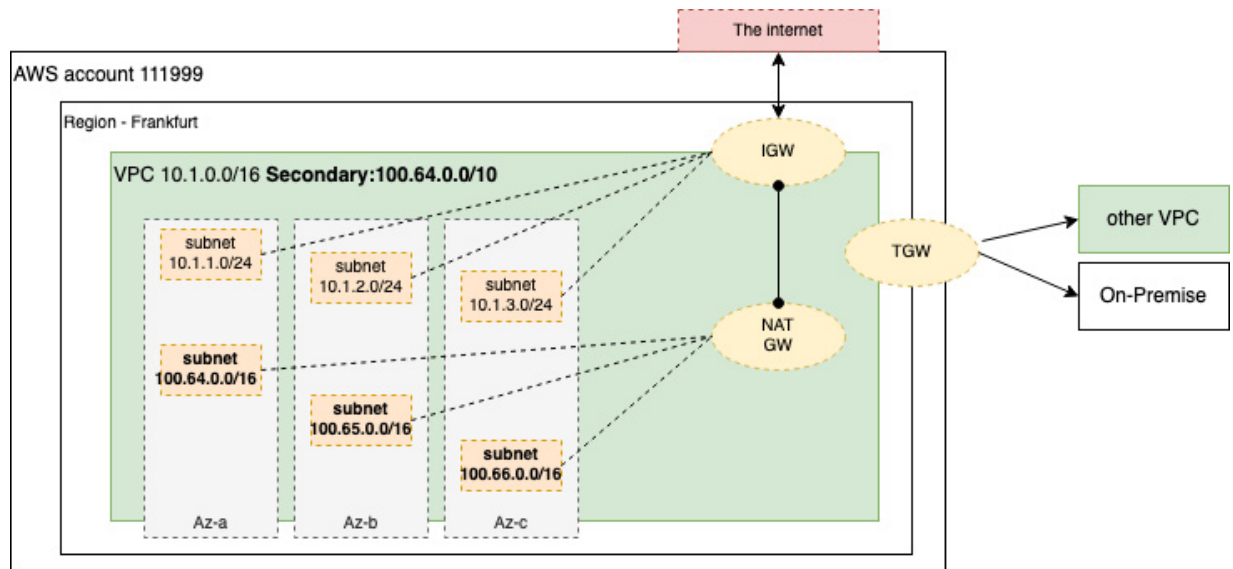 The internet
AWS account 111999
Region - Frankfurt
IGW
VPC 10.1.0.0/16 Secondary:100.64.0.0/10
other VPC
subnet
10.1.1.0/24
subnet
10.1.2.0/24
subnet
10.1.3.0/24
TGW
On-Premise
NAT
GW
subnet
100.64.0.0/16
subnet
100.65.0.0/16
subnet
100.66.0.0/16
Az-a
Az-b
Az-c